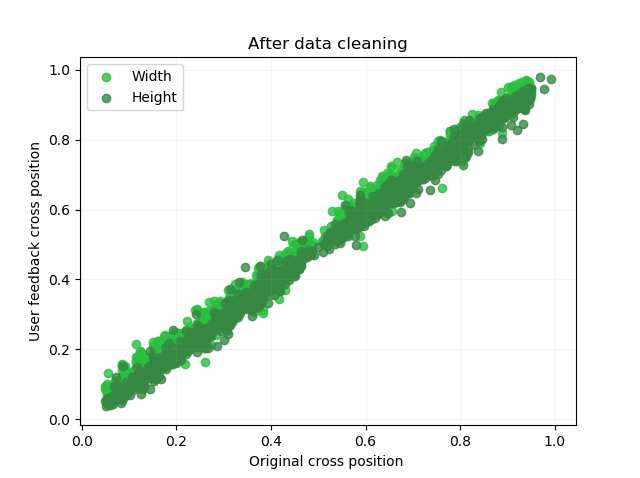 After data cleaning
Width
Height
User feedback cross position
1.0
0.8
0.6
0.4
0.2
0.0
0.0 0.2 0.4 0.6 0.8 1.0
Original cross position